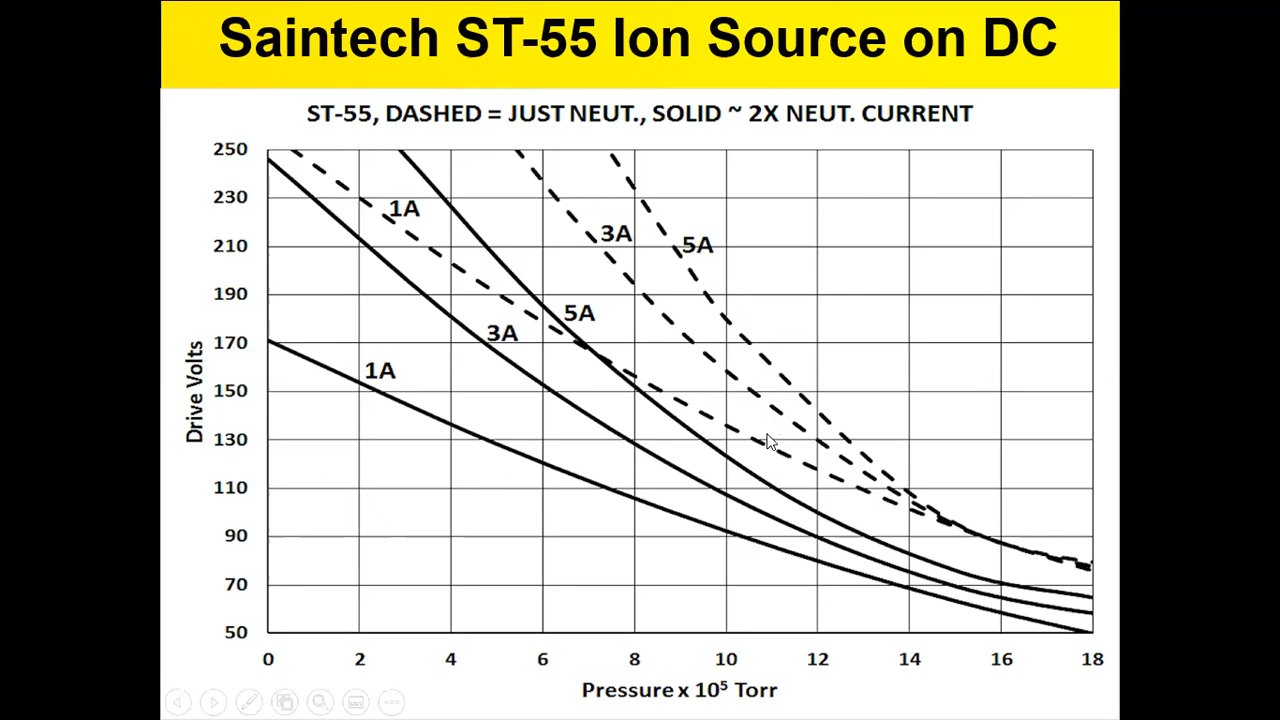 Saintech ST-55 Ion Source on DC
ST-55, DASHED = JUST NEUT., SOLID ~ 2X NEUT. CURRENT
250
230
210
190
170
150
130
110
90
70
50
Drive Volts
1A
3A
5A
5A
3A
1A
0 2 4 6 8 10 12 14 16 18
Pressure x 10⁵ Torr